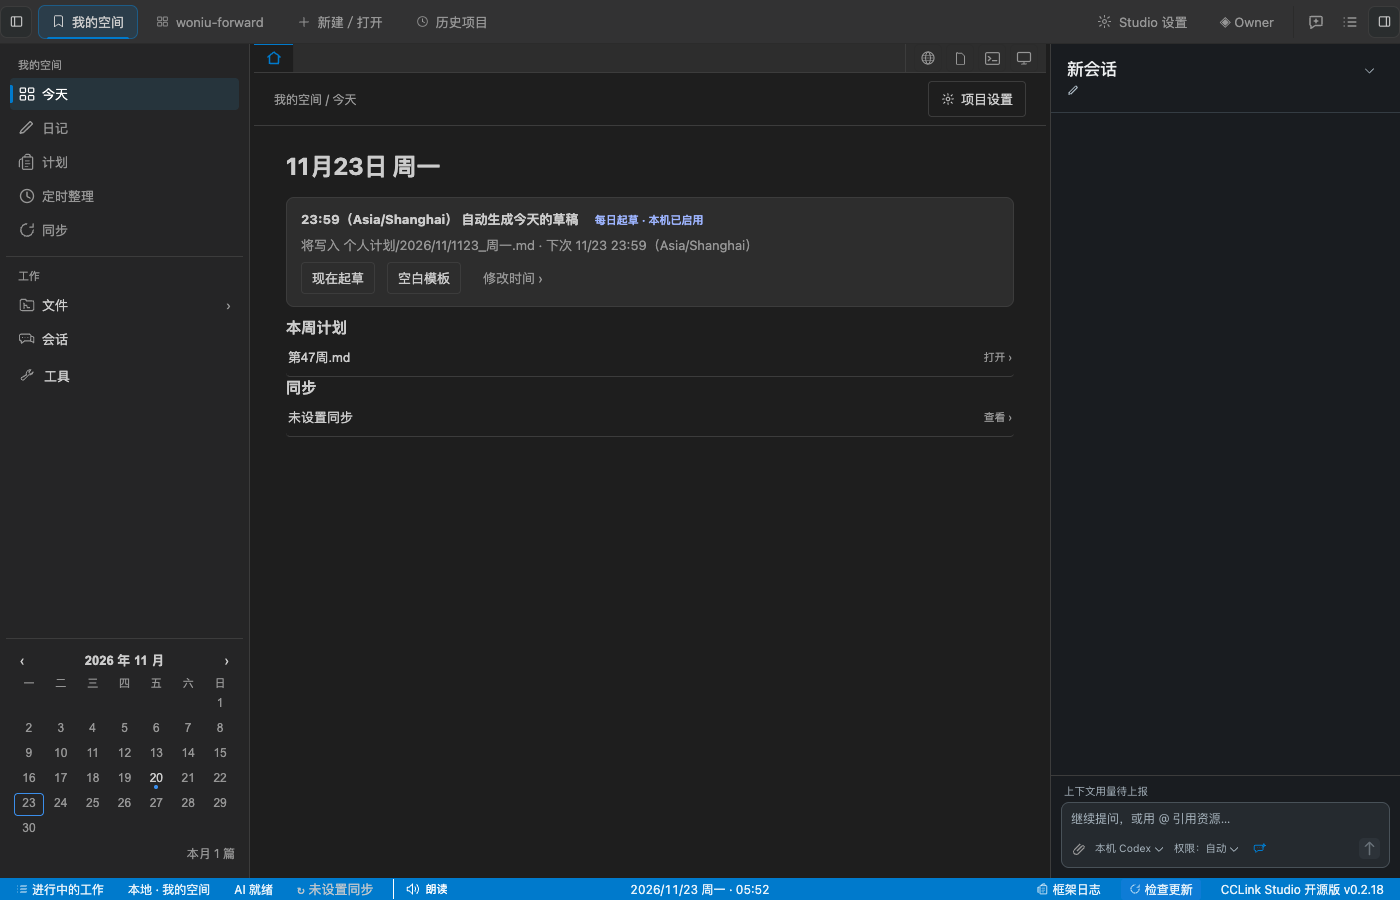 我的空间
woniu-forward
新建 / 打开
历史项目
Studio 设置
Owner
我的空间
今天
日记
计划
定时整理
同步
工作
文件
会话
工具
2026 年 11 月
一 二 三 四 五 六 日
1
2 3 4 5 6 7 8
9 10 11 12 13 14 15
16 17 18 19 20 21 22
23 24 25 26 27 28 29
30
本月 1 篇
我的空间 / 今天
项目设置
11月23日 周一
23:59（Asia/Shanghai） 自动生成今天的草稿 每日起草 · 本机已启用
将写入 个人计划/2026/11/1123_周一.md · 下次 11/23 23:59（Asia/Shanghai）
现在起草 空白模板 修改时间 ›
本周计划
第47周.md 打开 ›
同步
未设置同步 查看 ›
新会话
上下文用量待上报
继续提问，或用 @ 引用资源...
本机 Codex 权限：自动
进行中的工作 本地 · 我的空间 AI 就绪 未设置同步 朗读 2026/11/23 周一 · 05:52 框架日志 检查更新 CCLink Studio 开源版 v0.2.18